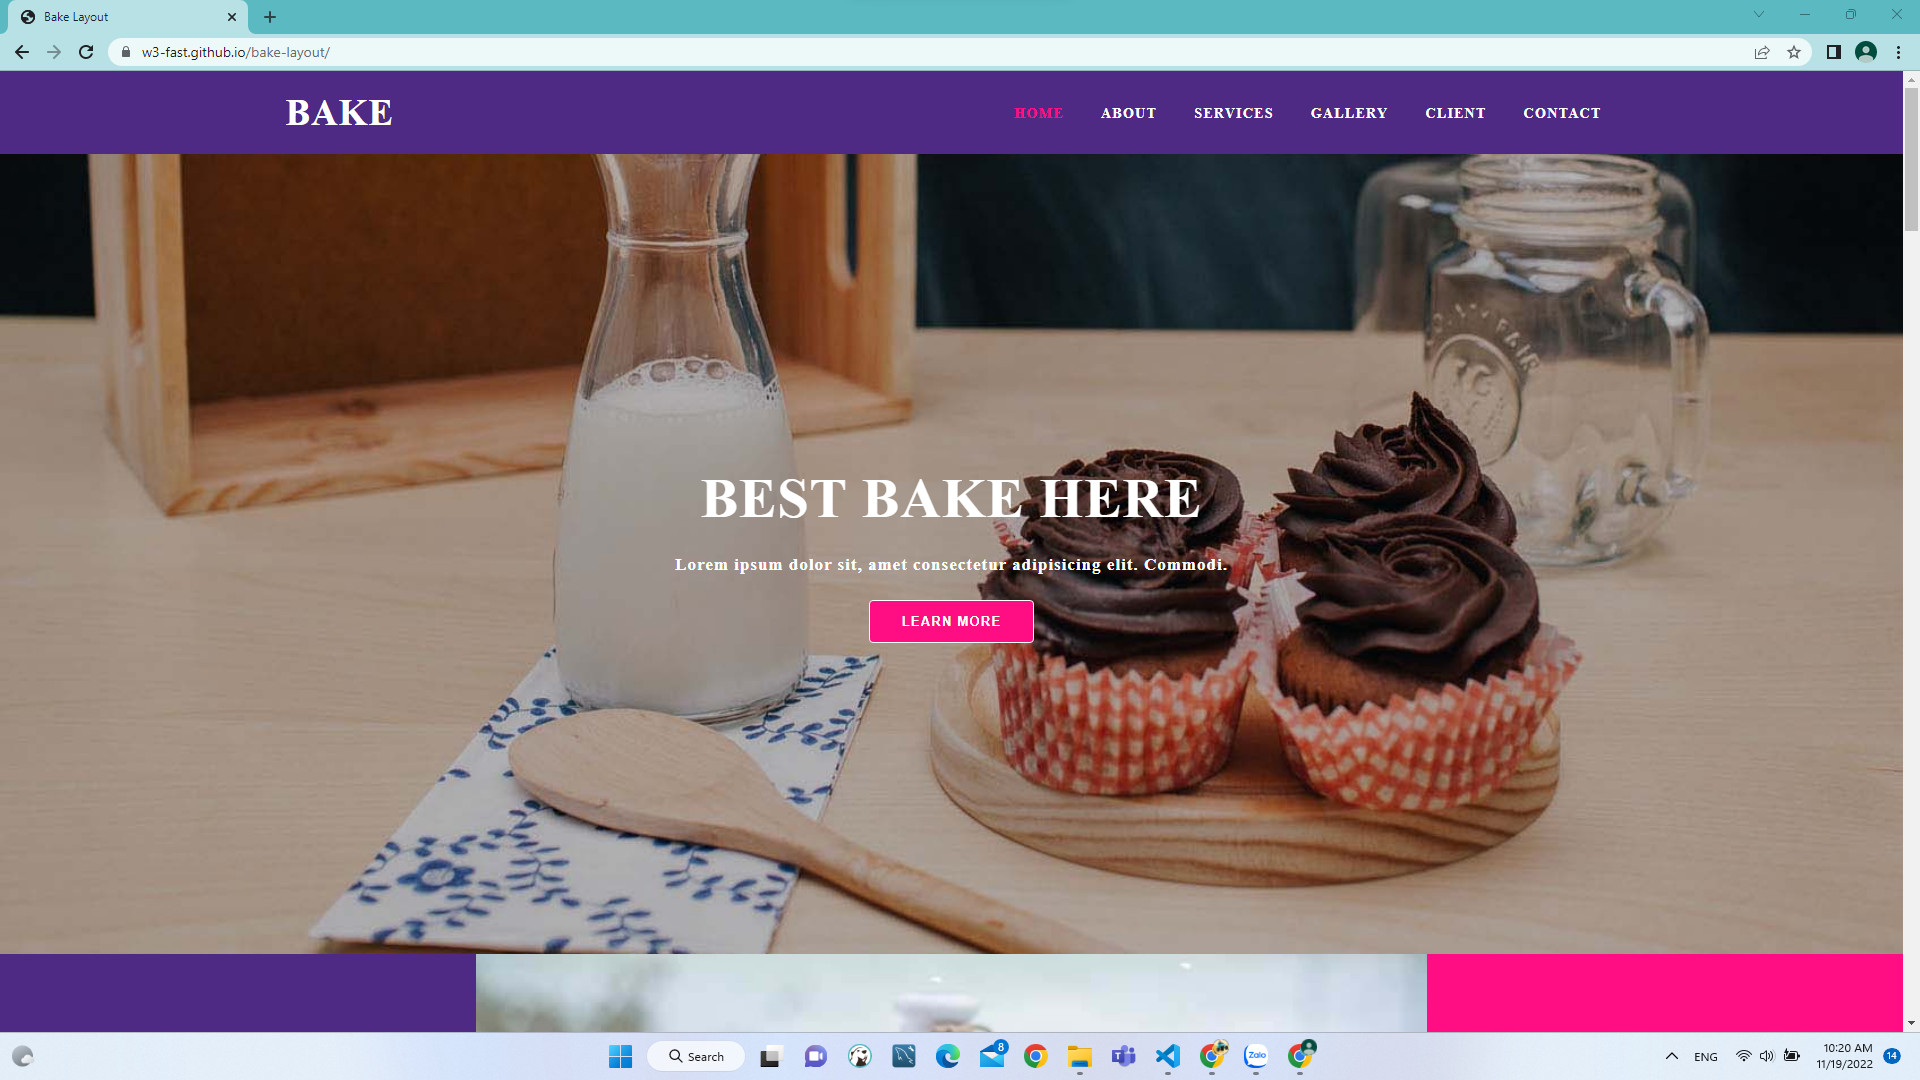 Bake Layout
w3-fast.github.io/bake-layout/
BAKE
HOME ABOUT SERVICES GALLERY CLIENT CONTACT
BEST BAKE HERE
Lorem ipsum dolor sit, amet consectetur adipisicing elit. Commodi.
LEARN MORE
Search
8
Zalo
ENG
10:20 AM
11/19/2022
14